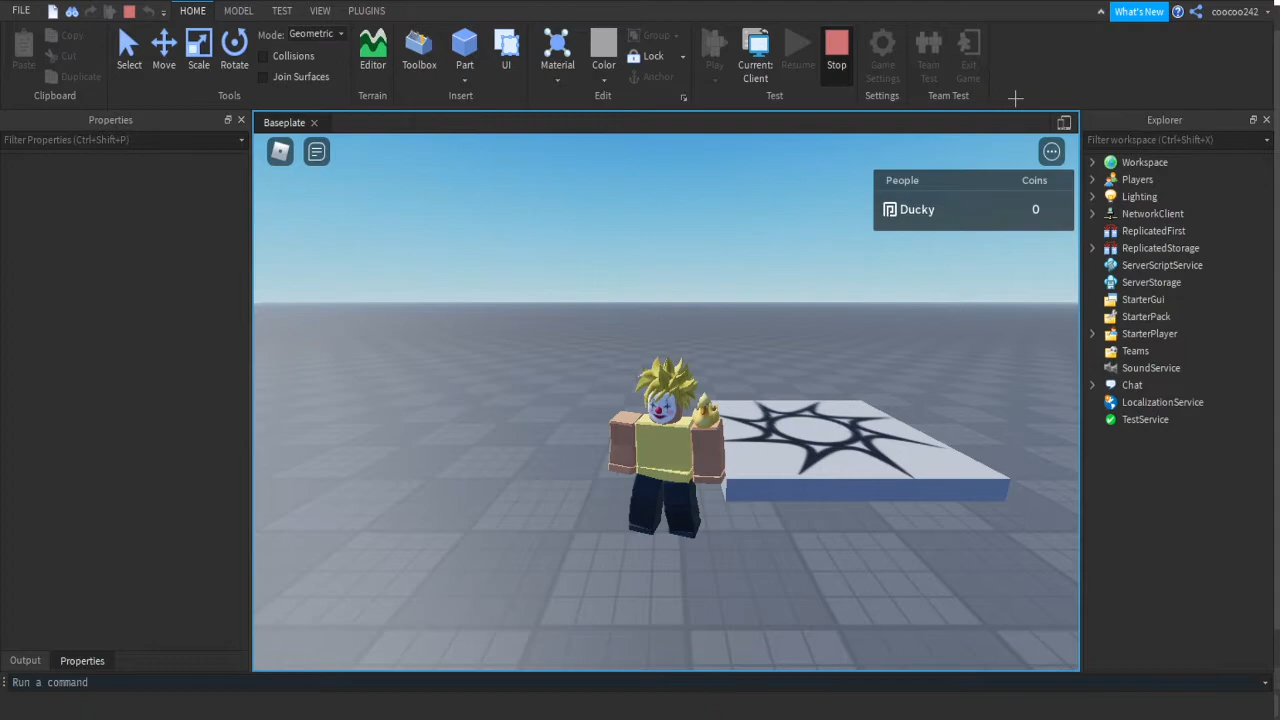 FILE HOME MODEL TEST VIEW PLUGINS What's New coocoo242
Paste Copy Cut Duplicate Clipboard
Select Move Scale Rotate Mode: Geometric Collisions Join Surfaces Tools
Editor Terrain
Toolbox Part UI Insert
Material Color Group Lock Anchor Edit
Play Current: Client Resume Stop Test
Game Settings Settings
Team Test Exit Game Team Test
Properties
Filter Properties (Ctrl+Shift+P)
Baseplate
People Coins
Ducky 0
Explorer
Filter workspace (Ctrl+Shift+X)
Workspace
Players
Lighting
NetworkClient
ReplicatedFirst
ReplicatedStorage
ServerScriptService
ServerStorage
StarterGui
StarterPack
StarterPlayer
Teams
SoundService
Chat
LocalizationService
TestService
Output Properties
Run a command